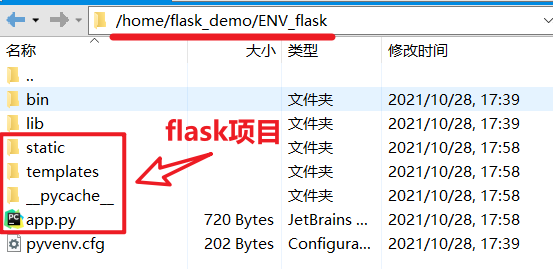 /home/flask_demo/ENV_flask
名称 大小 类型 修改时间
..
bin 文件夹 2021/10/28, 17:39
lib 文件夹 2021/10/28, 17:39
static 文件夹 2021/10/28, 17:58
templates 文件夹 2021/10/28, 17:58
__pycache__ 文件夹 2021/10/28, 17:58
app.py 720 Bytes JetBrains ... 2021/10/28, 17:58
pyvenv.cfg 202 Bytes Configura... 2021/10/28, 17:39
flask项目